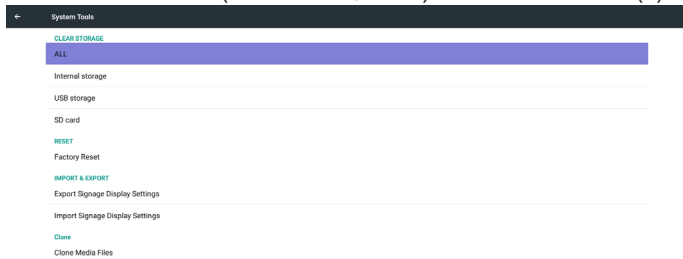 System Tools
CLEAR STORAGE
ALL
Internal storage
USB storage
SD card
RESET
Factory Reset
IMPORT & EXPORT
Export Signage Display Settings
Import Signage Display Settings
Clone
Clone Media Files